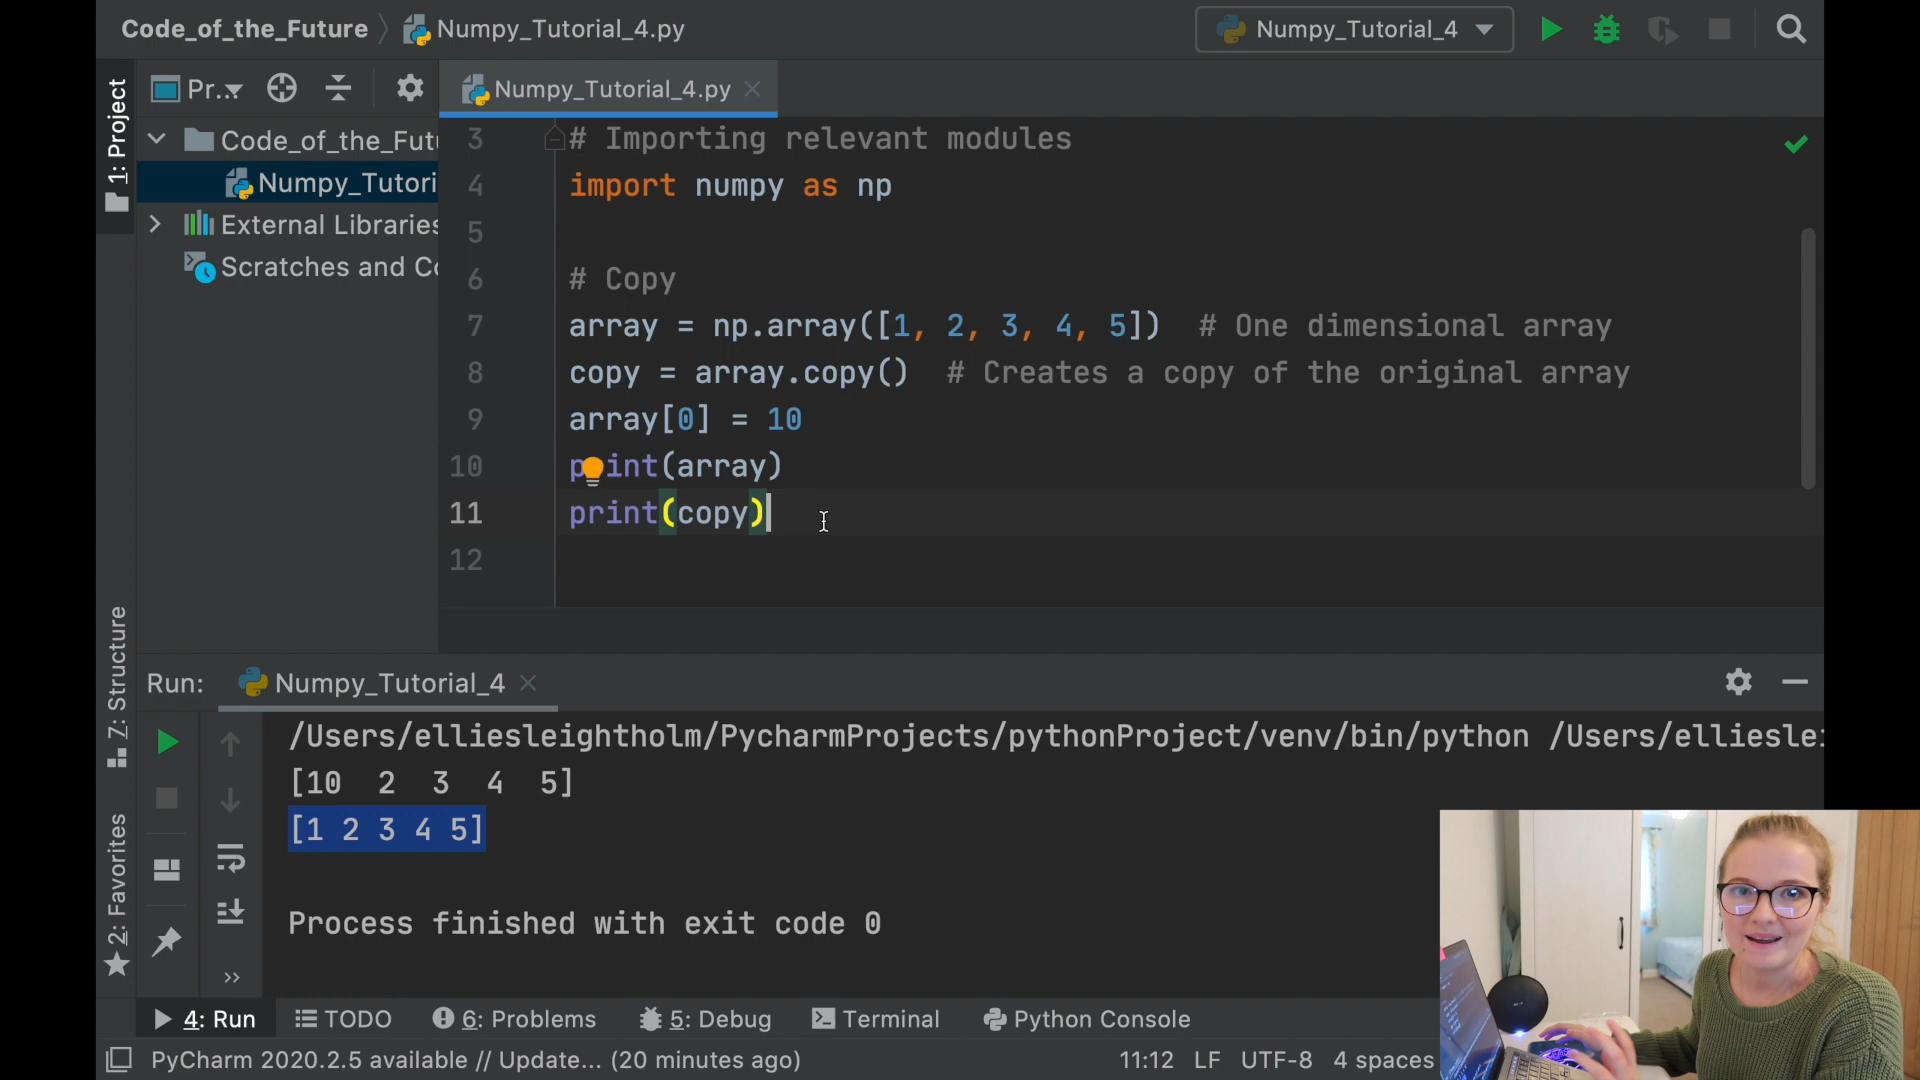 Code_of_the_Future
Numpy_Tutorial_4.py
Numpy_Tutorial_4
1: Project
Pr...
Numpy_Tutorial_4.py
Code_of_the_Futu
Numpy_Tutori
External Libraries
Scratches and Co
3 # Importing relevant modules
4 import numpy as np
5
6 # Copy
7 array = np.array([1, 2, 3, 4, 5]) # One dimensional array
8 copy = array.copy() # Creates a copy of the original array
9 array[0] = 10
10 print(array)
11 print(copy)
12
Z: Structure
2: Favorites
Run:
Numpy_Tutorial_4
/Users/elliesleightholm/PycharmProjects/pythonProject/venv/bin/python /Users/elliesle
[10 2 3 4 5]
[1 2 3 4 5]
Process finished with exit code 0
4: Run
TODO
6: Problems
5: Debug
Terminal
Python Console
PyCharm 2020.2.5 available // Update... (20 minutes ago)
11:12 LF UTF-8 4 spaces